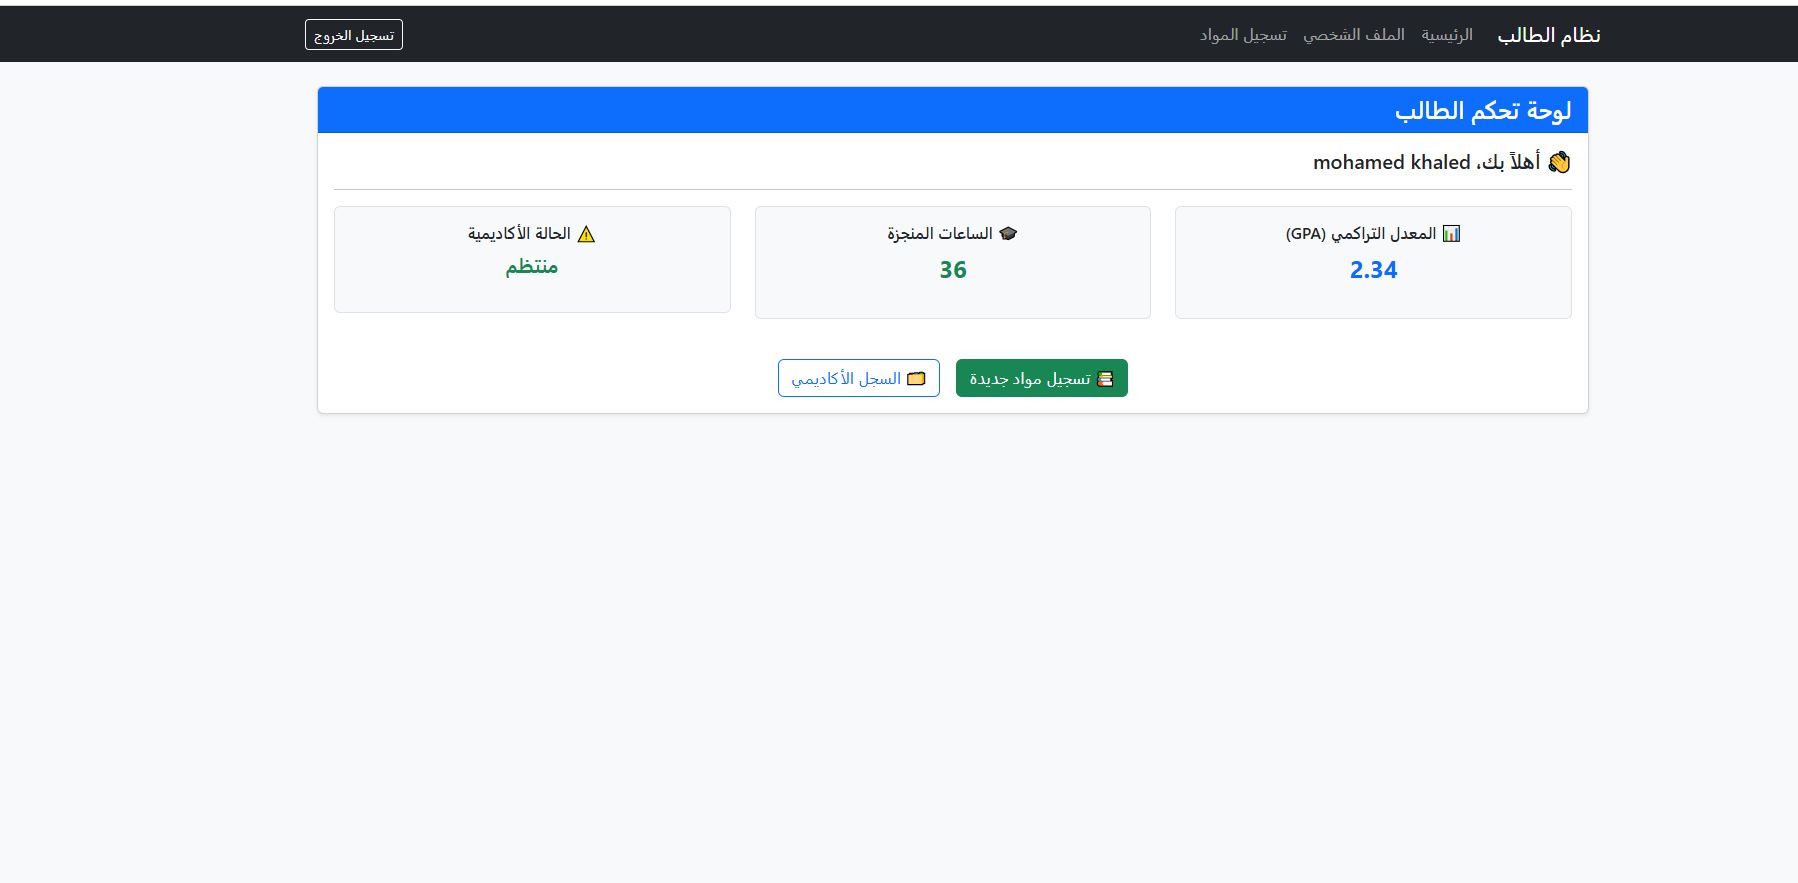 نظام الطالب
الرئيسية
الملف الشخصي
تسجيل المواد
تسجيل الخروج
لوحة تحكم الطالب
👋 أهلاً بك، mohamed khaled
📊 المعدل التراكمي (GPA)
2.34
🎓 الساعات المنجزة
36
⚠️ الحالة الأكاديمية
منتظم
📚 تسجيل مواد جديدة
🗂️ السجل الأكاديمي